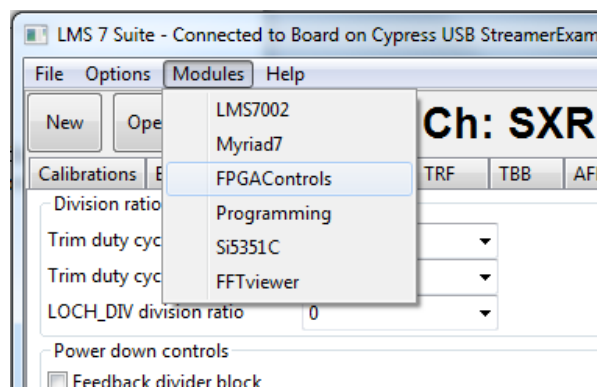 LMS 7 Suite - Connected to Board on Cypress USB StreamerExam
File Options Modules Help
New Ope Ch: SXR
LMS7002
Myriad7
FPGAControls
Programming
Si5351C
FFTviewer
Calibrations TRF TBB AF
Division ratio
Trim duty cyc
Trim duty cyc
LOCH_DIV division ratio 0
Power down controls
Feedback divider block